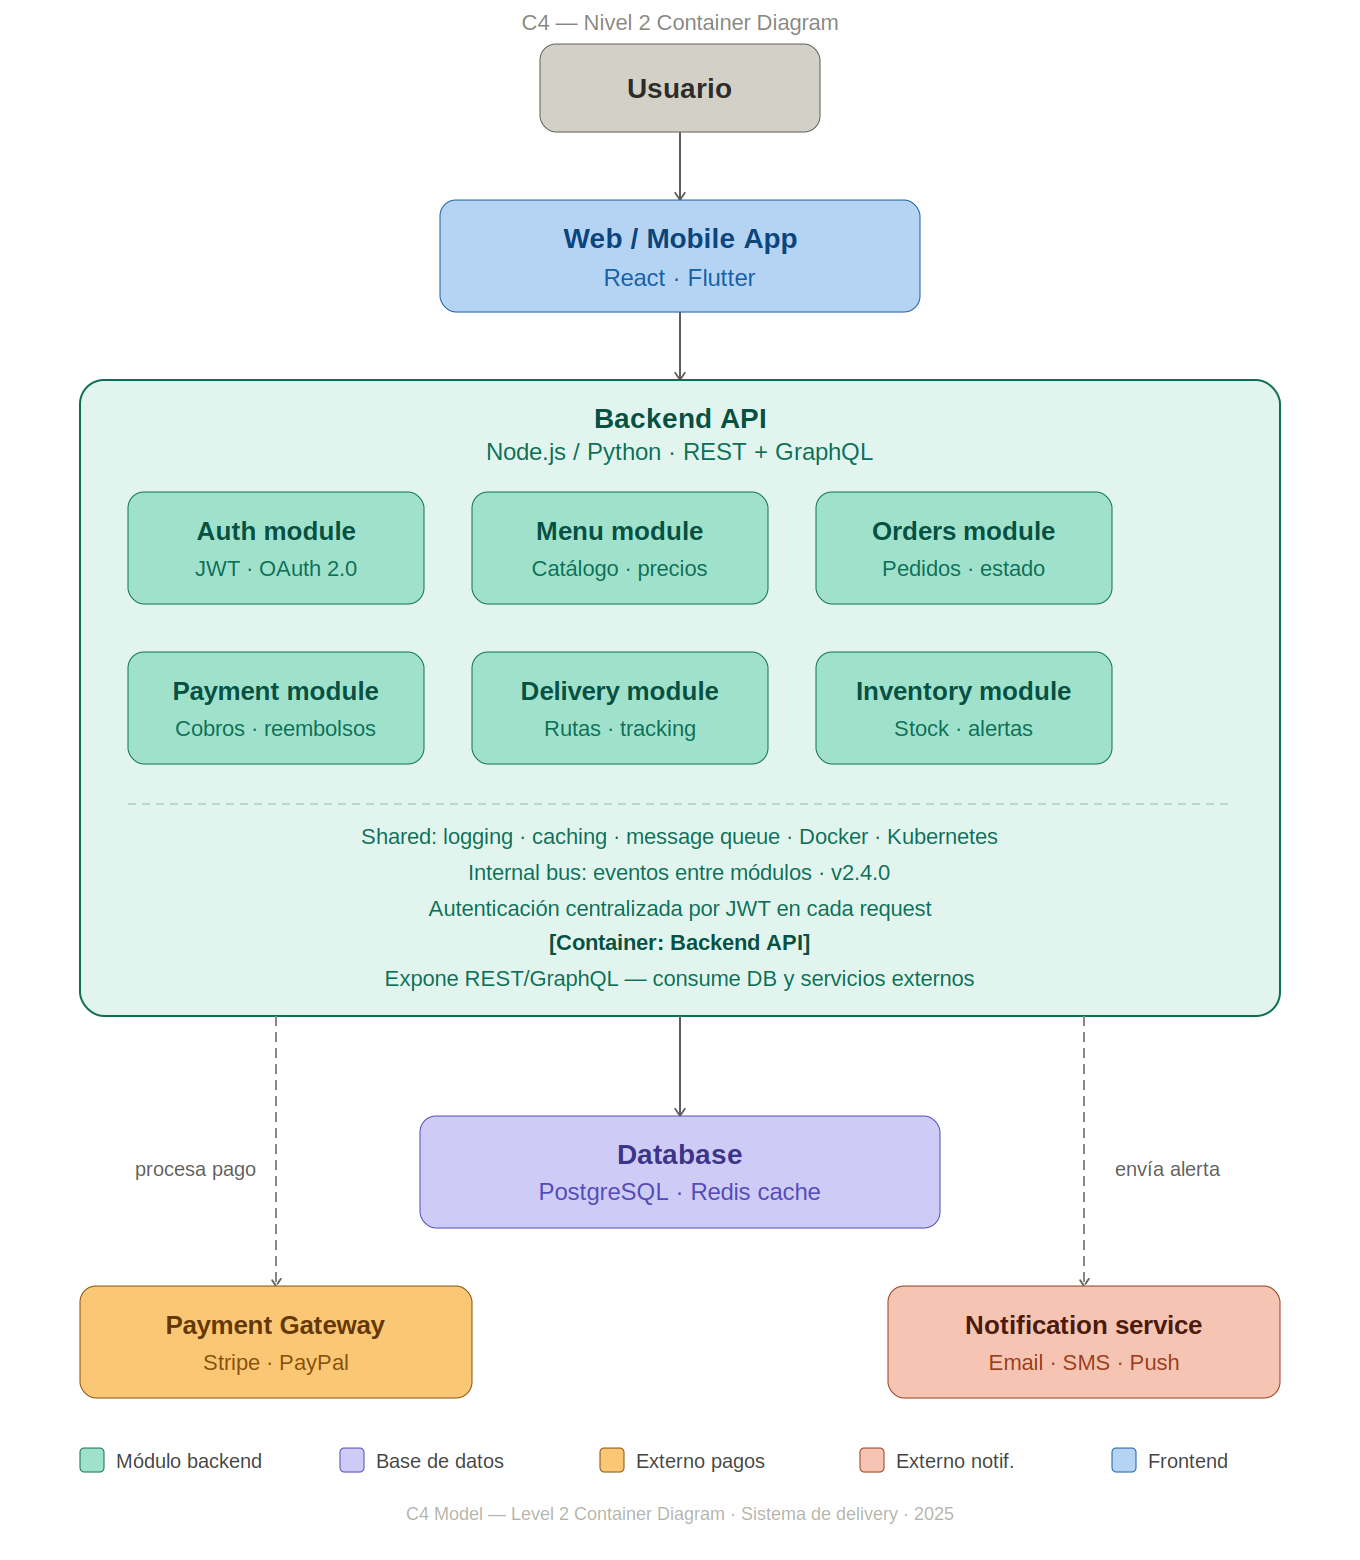 C4 — Nivel 2 Container Diagram
Usuario
Web / Mobile App
React · Flutter
Backend API
Node.js / Python · REST + GraphQL
Auth module
JWT · OAuth 2.0
Menu module
Catálogo · precios
Orders module
Pedidos · estado
Payment module
Cobros · reembolsos
Delivery module
Rutas · tracking
Inventory module
Stock · alertas
Shared: logging · caching · message queue · Docker · Kubernetes
Internal bus: eventos entre módulos · v2.4.0
Autenticación centralizada por JWT en cada request
[Container: Backend API]
Expone REST/GraphQL — consume DB y servicios externos
procesa pago
Database
PostgreSQL · Redis cache
envía alerta
Payment Gateway
Stripe · PayPal
Notification service
Email · SMS · Push
Módulo backend
Base de datos
Externo pagos
Externo notif.
Frontend
C4 Model — Level 2 Container Diagram · Sistema de delivery · 2025